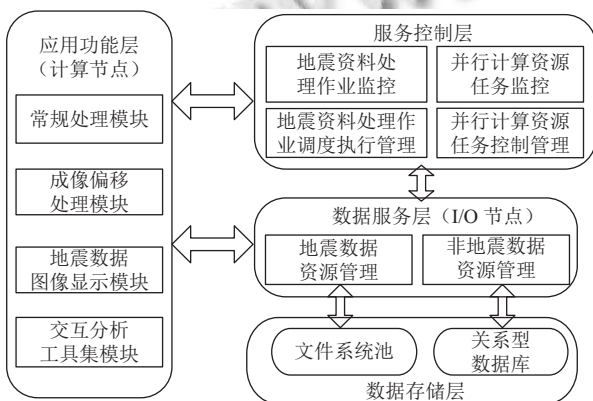 应用功能层
（计算节点）
常规处理模块
成像偏移
处理模块
地震数据
图像显示模块
交互分析
工具集模块
服务控制层
地震资料处
理作业监控
并行计算资源
任务监控
地震资料处理作
业调度执行管理
并行计算资源
任务控制管理
数据服务层（I/O 节点）
地震数据
资源管理
非地震数据
资源管理
文件系统池
关系型
数据库
数据存储层